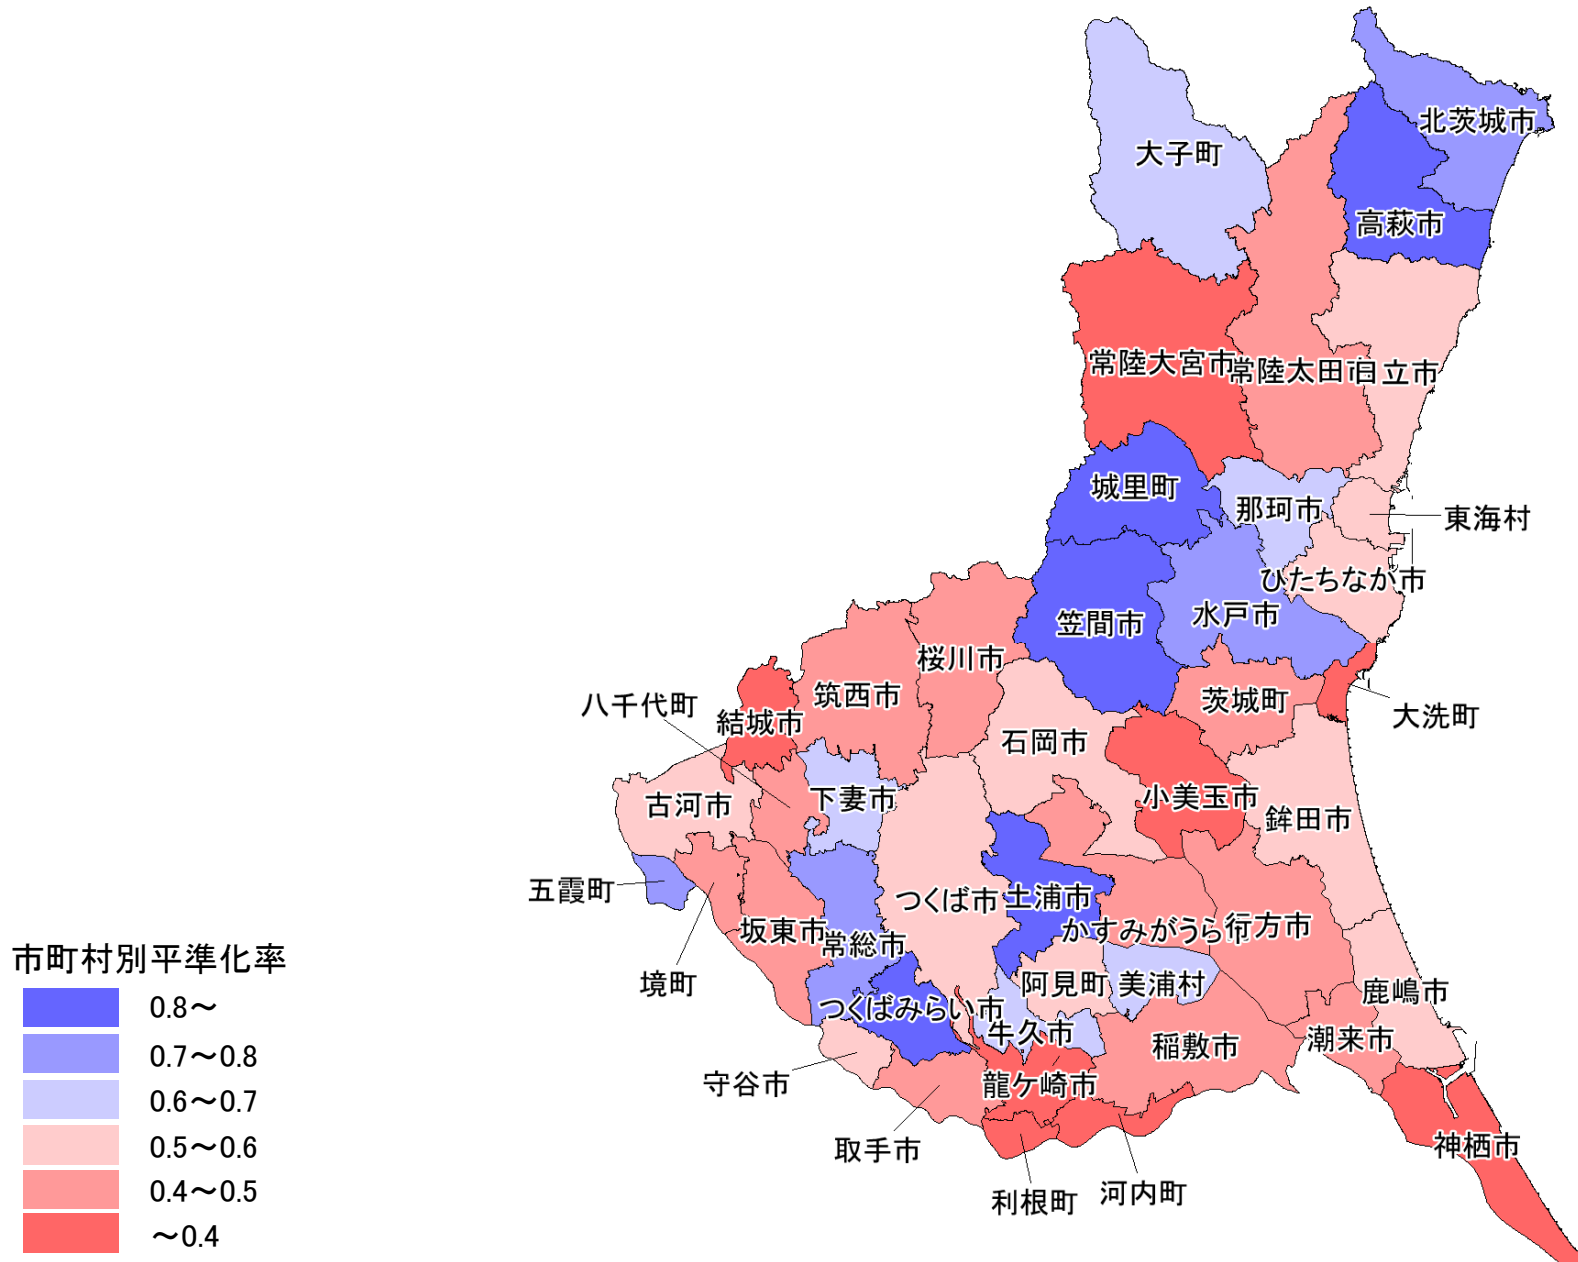 北茨城市
大子町
高萩市
常陸大宮市
常陸太田市
日立市
城里町
那珂市
東海村
ひたちなか市
水戸市
笠間市
桜川市
筑西市
茨城町
大洗町
八千代町
結城市
石岡市
小美玉市
鉾田市
古河市
下妻市
五霞町
つくば市
土浦市
かすみがうら市
行方市
坂東市
常総市
境町
阿見町
美浦村
鹿嶋市
つくばみらい市
牛久市
稲敷市
潮来市
守谷市
龍ケ崎市
取手市
神栖市
利根町
河内町
市町村別平準化率
0.8～
0.7～0.8
0.6～0.7
0.5～0.6
0.4～0.5
～0.4